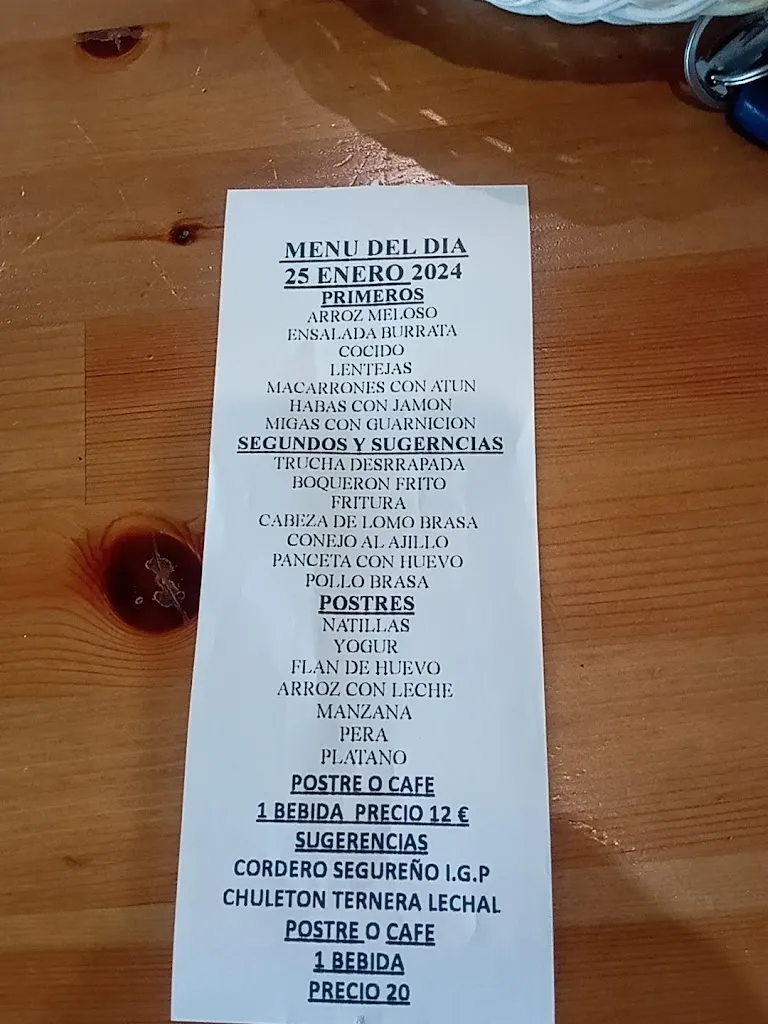 MENU DEL DIA
25 ENERO 2024
PRIMEROS
ARROZ MELOSO
ENSALADA BURRATA
COCIDO
LENTEJAS
MACARRONES CON ATUN
HABAS CON JAMON
MIGAS CON GUARNICION
SEGUNDOS Y SUGERNCIAS
TRUCHA DESRRAPADA
BOQUERON FRITO
FRITURA
CABEZA DE LOMO BRASA
CONEJO AL AJILLO
PANCETA CON HUEVO
POLLO BRASA
POSTRES
NATILLAS
YOGUR
FLAN DE HUEVO
ARROZ CON LECHE
MANZANA
PERA
PLATANO
POSTRE O CAFE
1 BEBIDA PRECIO 12 €
SUGERENCIAS
CORDERO SEGUREÑO I.G.P
CHULETON TERNERA LECHAL
POSTRE O CAFE
1 BEBIDA
PRECIO 20